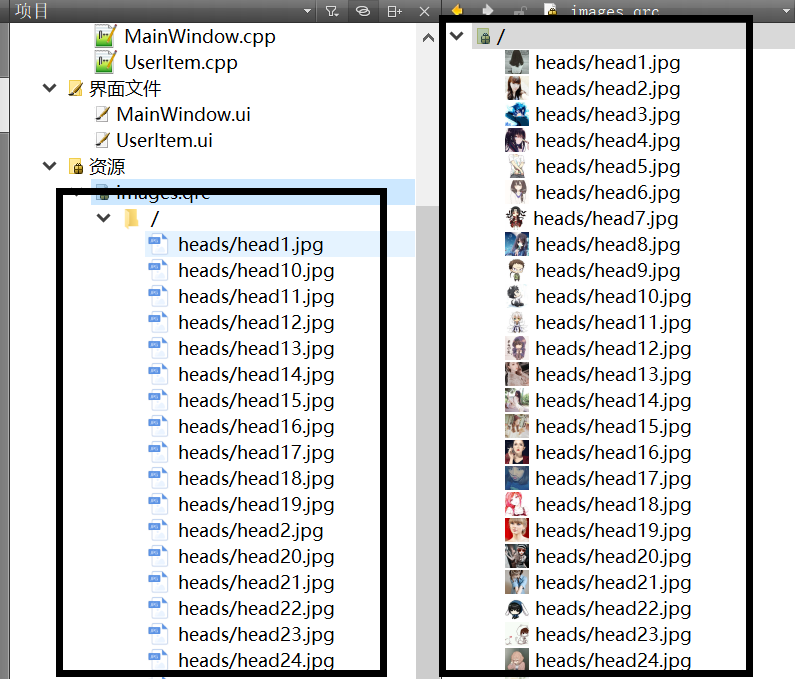 项目
MainWindow.cpp
UserItem.cpp
界面文件
MainWindow.ui
UserItem.ui
资源
images.qrc
/
heads/head1.jpg
heads/head10.jpg
heads/head11.jpg
heads/head12.jpg
heads/head13.jpg
heads/head14.jpg
heads/head15.jpg
heads/head16.jpg
heads/head17.jpg
heads/head18.jpg
heads/head19.jpg
heads/head2.jpg
heads/head20.jpg
heads/head21.jpg
heads/head22.jpg
heads/head23.jpg
heads/head24.jpg
images.qrc
/
heads/head1.jpg
heads/head2.jpg
heads/head3.jpg
heads/head4.jpg
heads/head5.jpg
heads/head6.jpg
heads/head7.jpg
heads/head8.jpg
heads/head9.jpg
heads/head10.jpg
heads/head11.jpg
heads/head12.jpg
heads/head13.jpg
heads/head14.jpg
heads/head15.jpg
heads/head16.jpg
heads/head17.jpg
heads/head18.jpg
heads/head19.jpg
heads/head20.jpg
heads/head21.jpg
heads/head22.jpg
heads/head23.jpg
heads/head24.jpg